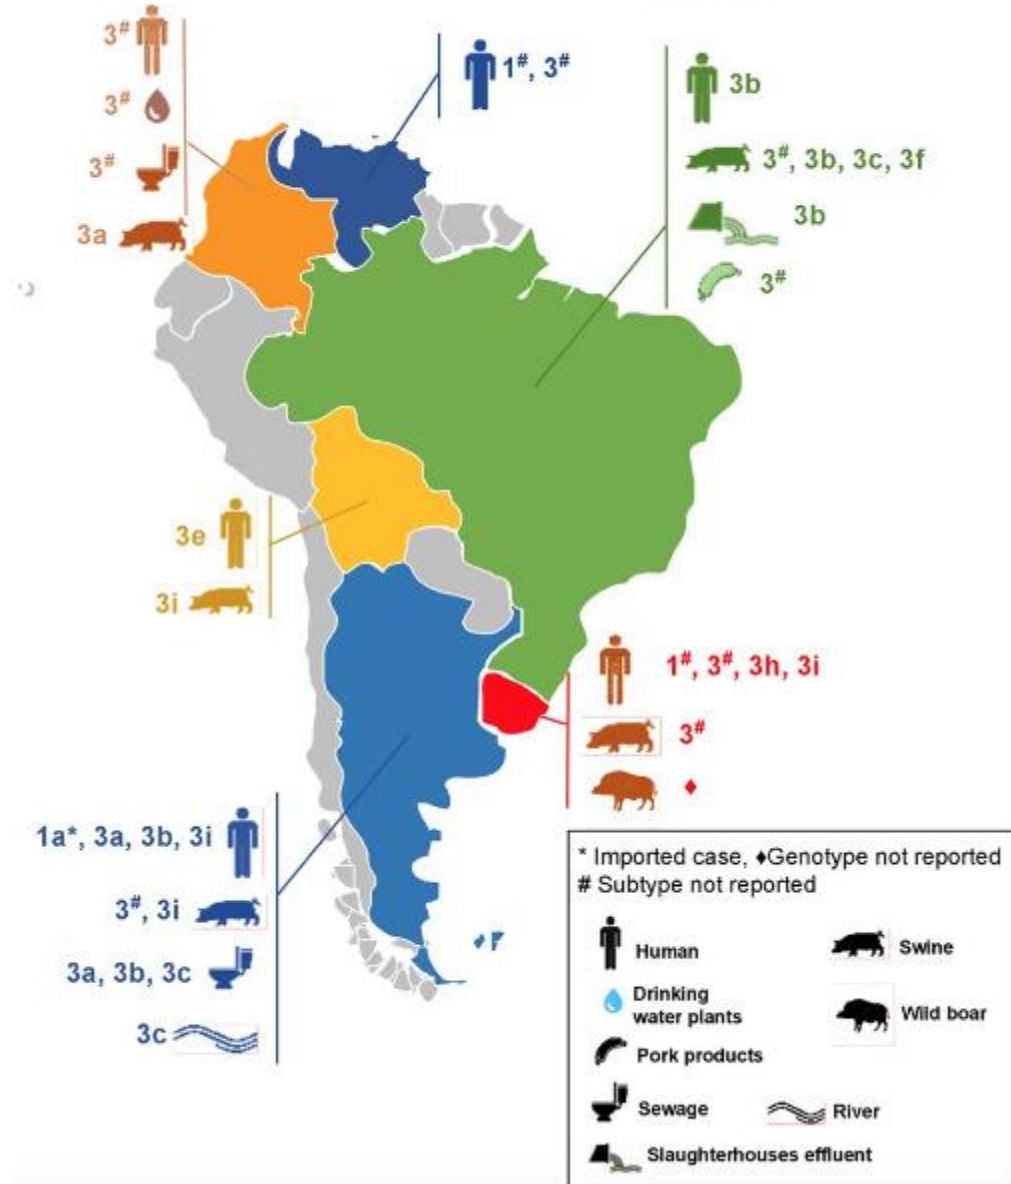 3#
3#
3#
3a
1#, 3#
3b
3#, 3b, 3c, 3f
3b
3#
3e
3i
1#, 3#, 3h, 3i
3#
♦
1a*, 3a, 3b, 3i
3#, 3i
3a, 3b, 3c
3c
* Imported case, ♦Genotype not reported
# Subtype not reported
Human
Swine
Drinking
water plants
Wild boar
Pork products
Sewage
River
Slaughterhouses effluent